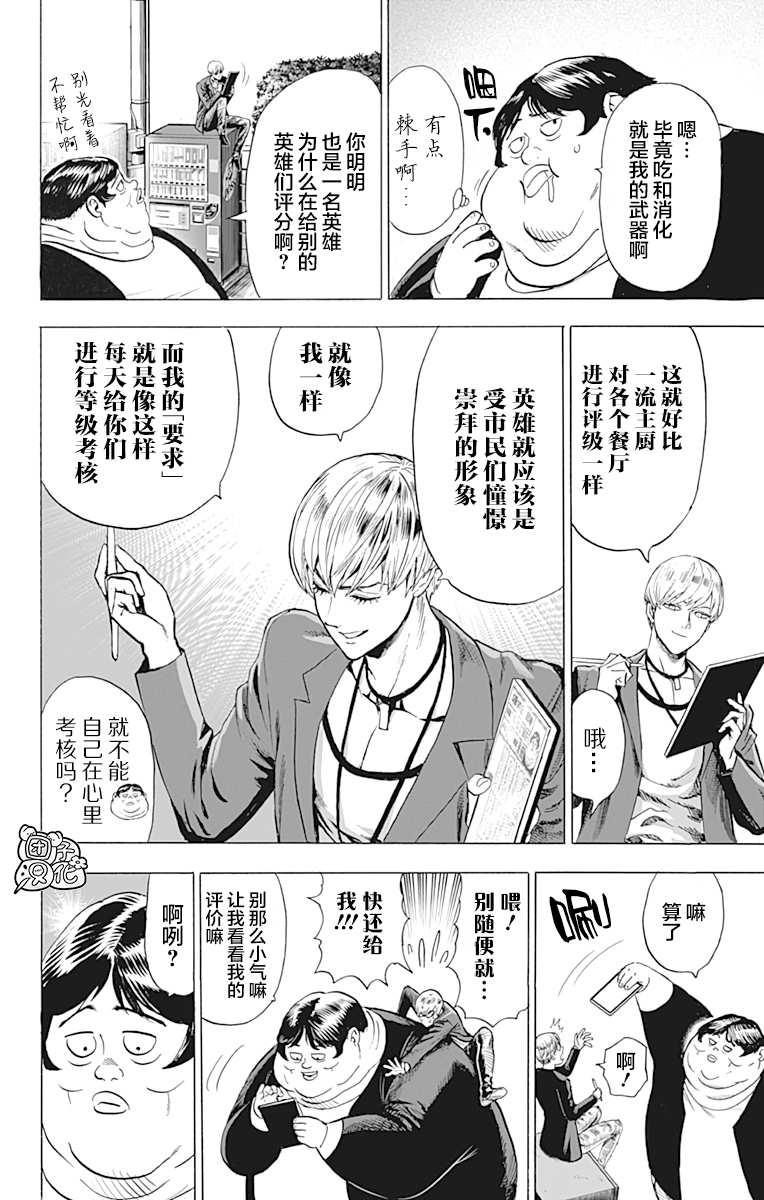 嗯…
毕竟吃和消化
就是我的武器
啊
咽
下
有点
棘手啊…
你明明
也是一名英雄
为什么在给别的
英雄们评分啊？
别光看着
不帮忙啊
这就好比
一流主厨
对各个餐厅
进行评级一样
哦…
英雄就应该是
受市民们憧憬
崇拜的形象
就像
我一样
而我的「要求」
就是像这样
每天给你们
进行等级考核
就不能
自己在心里
考核吗？
嘛
算了
唰
啊！
喂！
别随便就…
快还给
我!!!
别那么小气嘛
让我看看我的
评价嘛
啊咧？
团子
只化